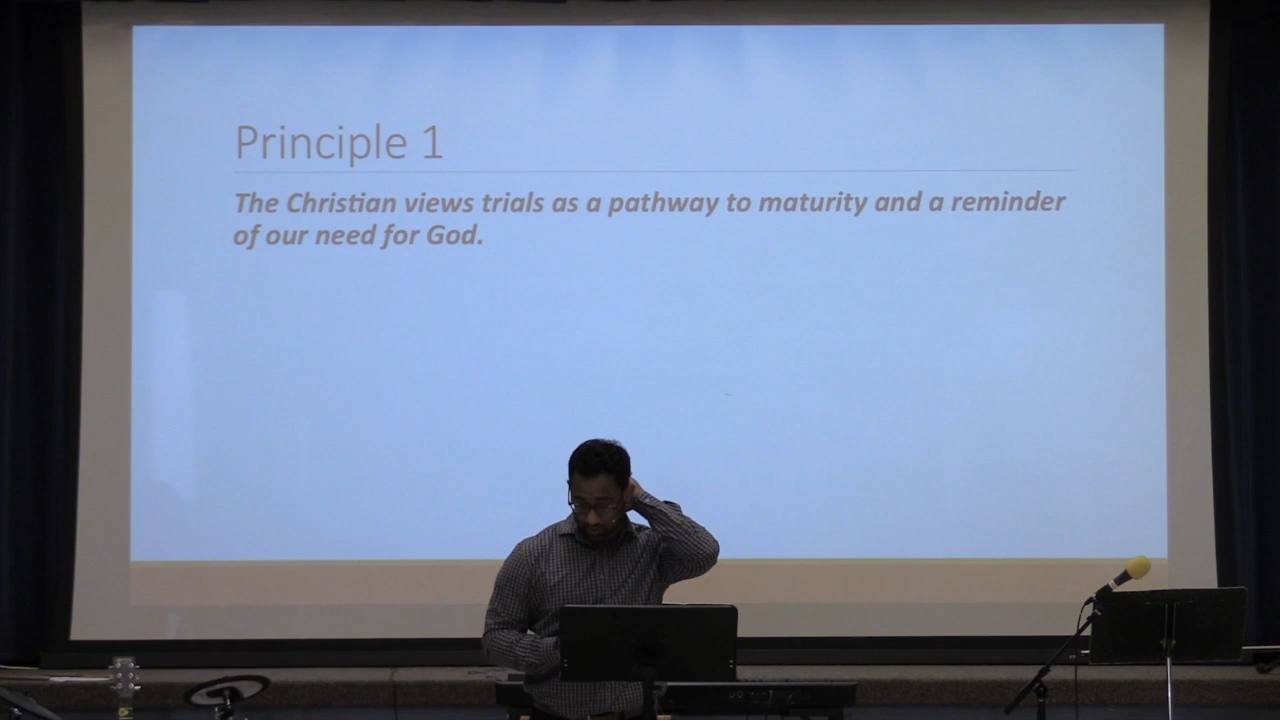 Principle 1
The Christian views trials as a pathway to maturity and a reminder
of our need for God.